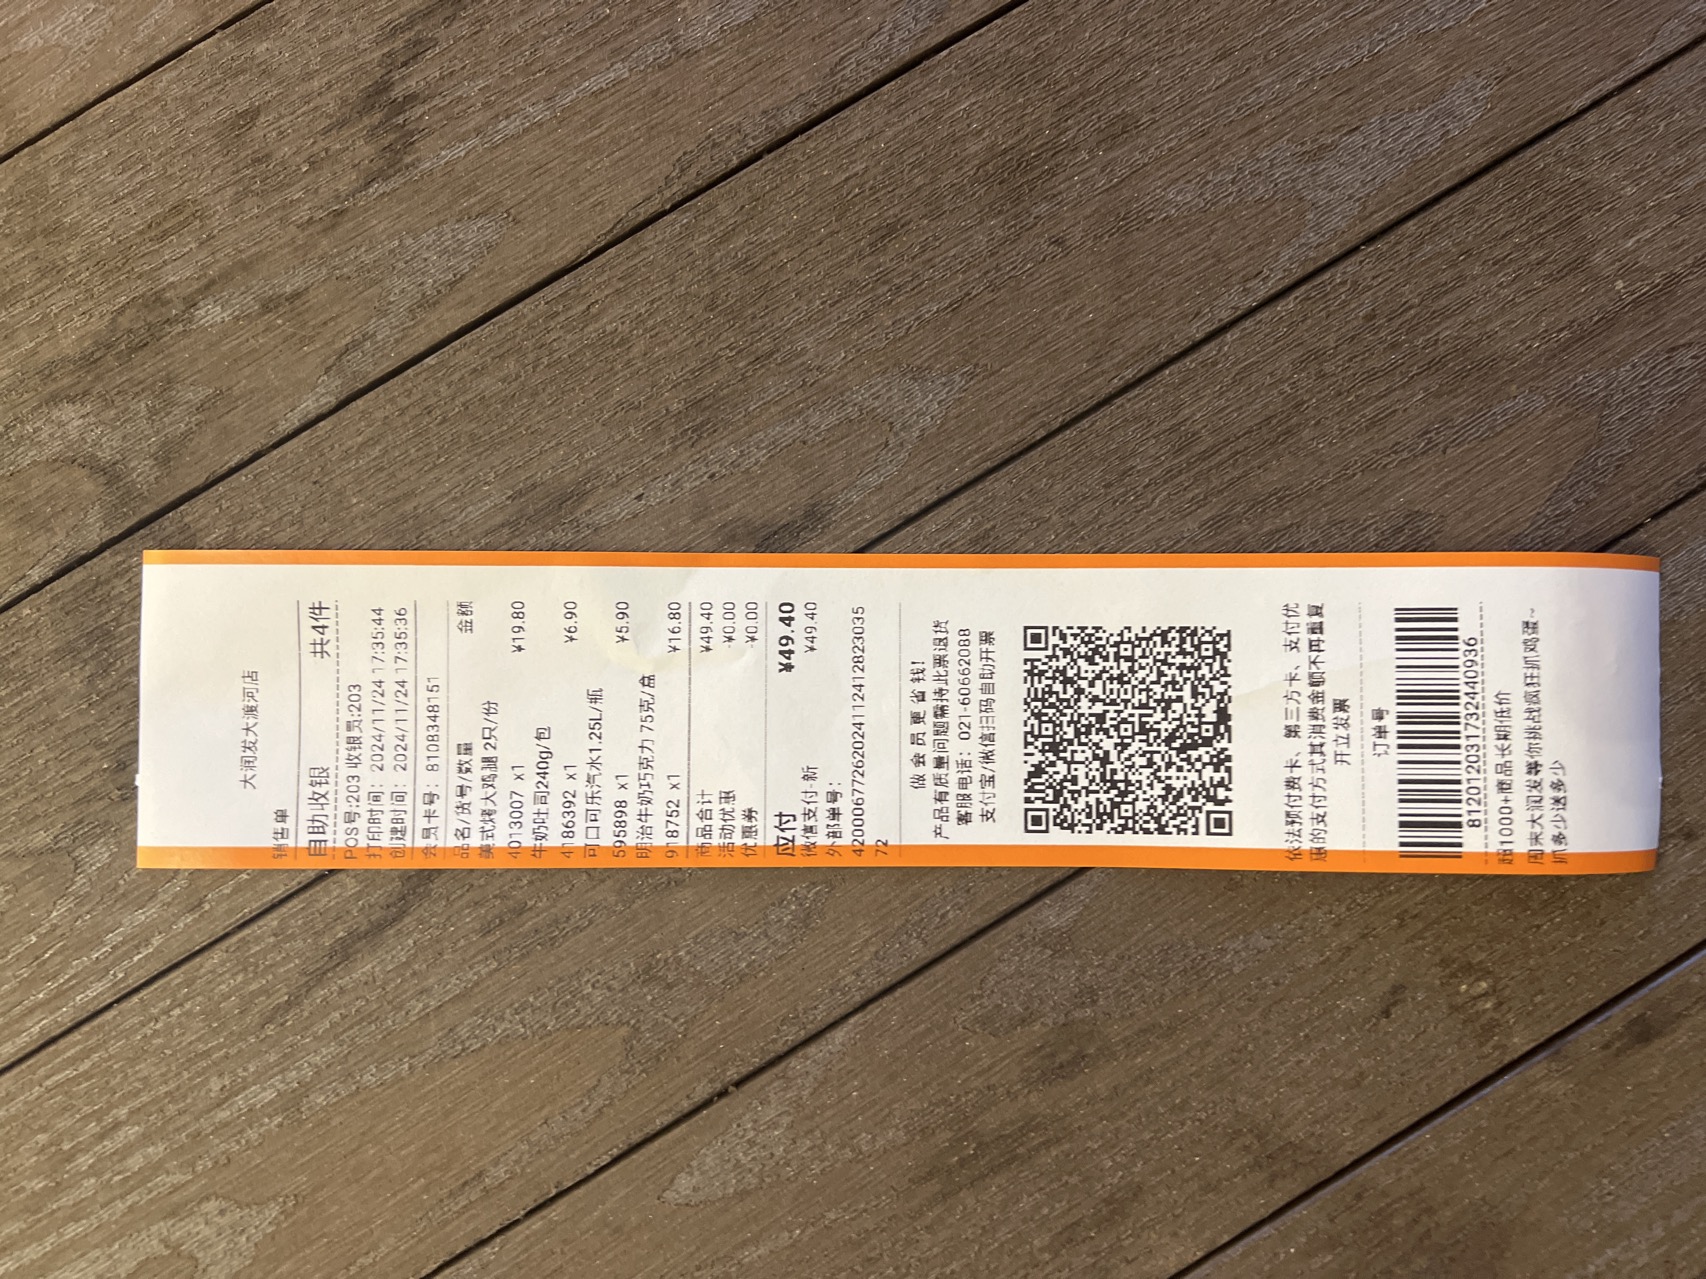 大润发大渡河店
销售单
自助收银 共4件
POS号:203 收银员:203
打印时间: 2024/11/24 17:35:44
创建时间: 2024/11/24 17:35:36
会员卡号: 8108348151
品名/货号/数量 金额
美式烤大鸡腿 2只/份
4013007 x1 ¥19.80
牛奶吐司240g/包
4186392 x1 ¥6.90
可口可乐汽水1.25L/瓶
595898 x1 ¥5.90
明治牛奶巧克力 75克/盒
918752 x1 ¥16.80
商品合计 ¥49.40
活动优惠 -¥0.00
优惠券 -¥0.00
应付 ¥49.40
微信支付-新 ¥49.40
外部单号:
42000677262024112412823035
72
做会员更省钱!
产品有质量问题需持此票退货
客服电话: 021-60662088
支付宝/微信扫码自助开票
依法预付费卡、第三方卡、支付优
惠的支付方式其消费金额不再重复
开立发票
订单号
812012031732440936
超1000+商品长期低价
周末大润发等你挑战疯狂抓鸡蛋~
抓多少送多少